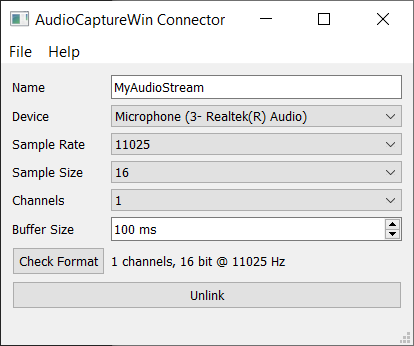 AudioCaptureWin Connector
File Help
Name MyAudioStream
Device Microphone (3- Realtek(R) Audio)
Sample Rate 11025
Sample Size 16
Channels 1
Buffer Size 100 ms
Check Format 1 channels, 16 bit @ 11025 Hz
Unlink